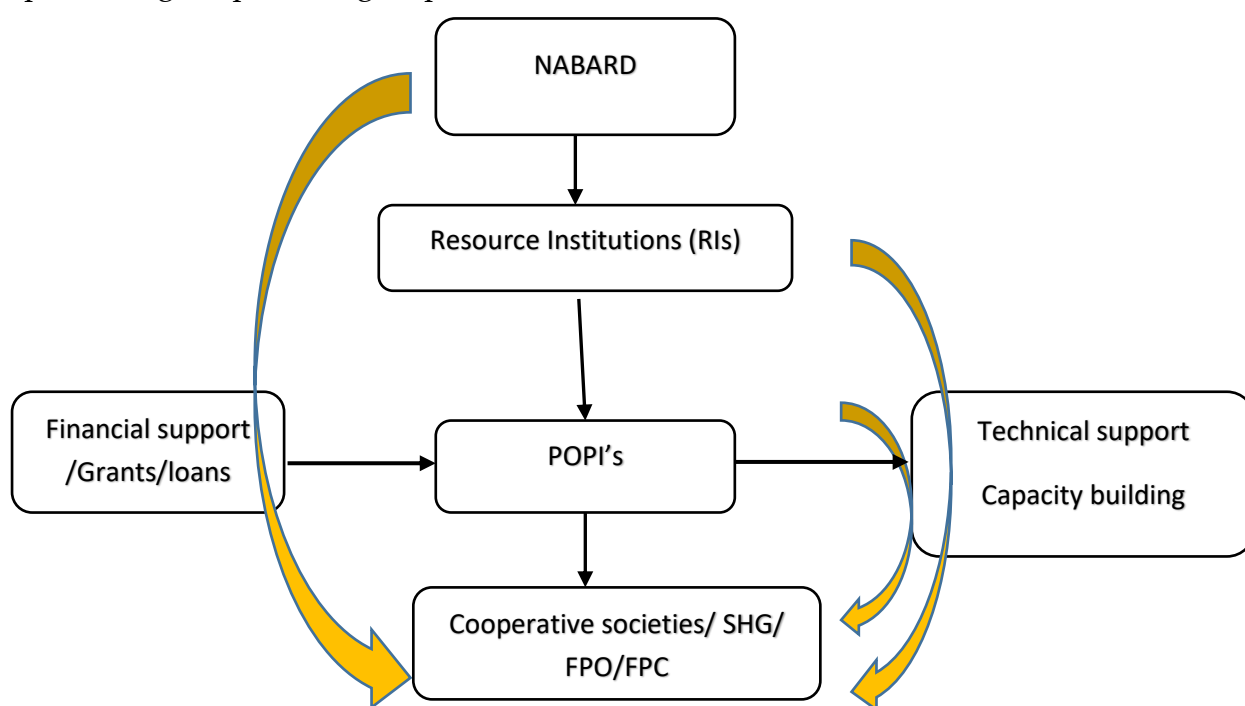 NABARD
Resource Institutions (RIs)
Financial support
/Grants/loans
POPI’s
Technical support
Capacity building
Cooperative societies/ SHG/
FPO/FPC